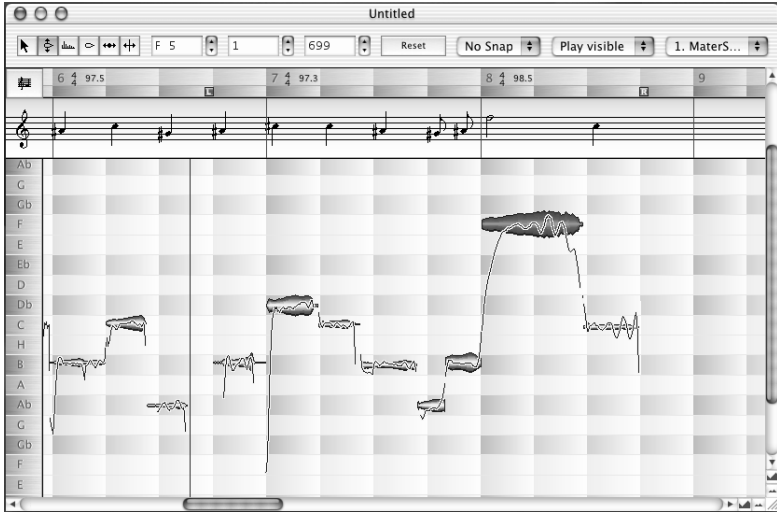 Untitled
F 5 1 699 Reset No Snap Play visible 1. MaterS...
6 4/4 97.5 7 4/4 97.3 8 4/4 98.5 9
Ab
G
Gb
F
E
Eb
D
Db
C
H
B
A
Ab
G
Gb
F
E